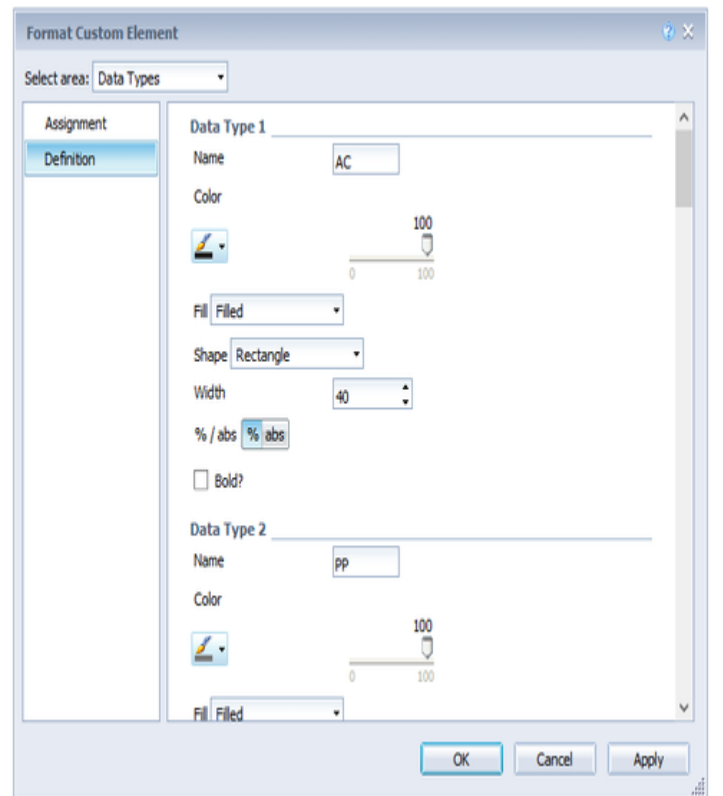 Format Custom Element
Select area: Data Types
Assignment
Definition
Data Type 1
Name AC
Color
100
0 100
Fill Filled
Shape Rectangle
Width 40
% / abs % abs
Bold?
Data Type 2
Name PP
Color
100
0 100
Fill Filled
OK Cancel Apply